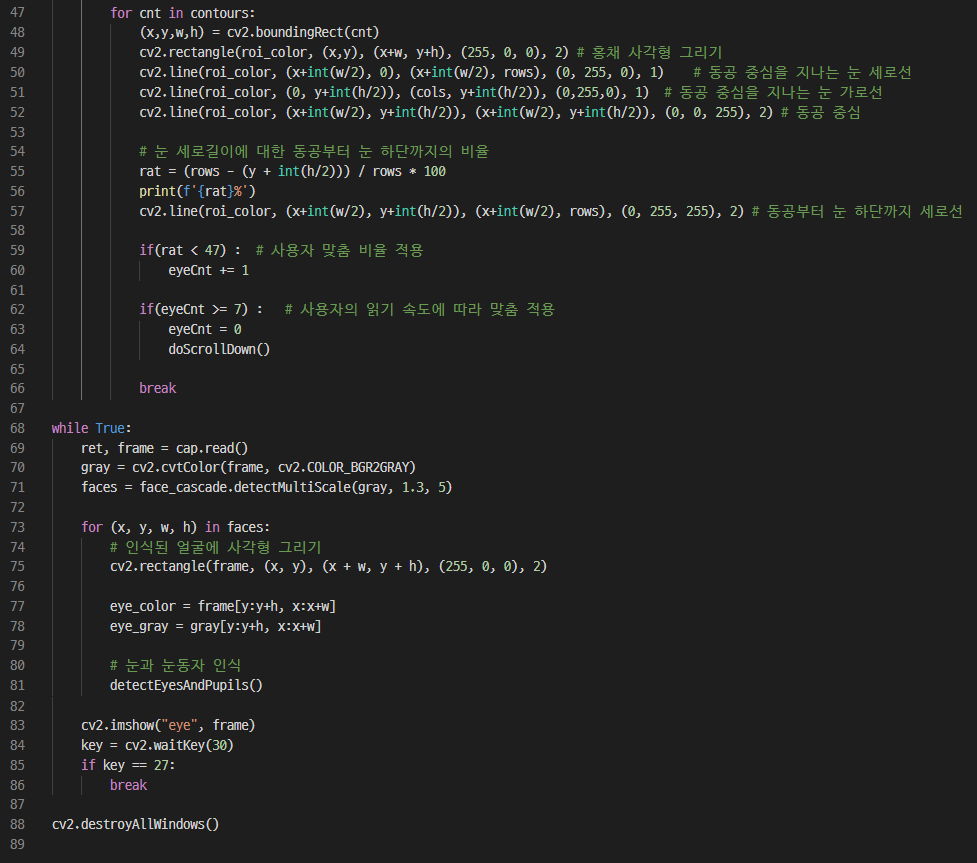 47 for cnt in contours:
48 (x,y,w,h) = cv2.boundingRect(cnt)
49 cv2.rectangle(roi_color, (x,y), (x+w, y+h), (255, 0, 0), 2) # 홍채 사각형 그리기
50 cv2.line(roi_color, (x+int(w/2), 0), (x+int(w/2), rows), (0, 255, 0), 1) # 동공 중심을 지나는 눈 세로선
51 cv2.line(roi_color, (0, y+int(h/2)), (cols, y+int(h/2)), (0,255,0), 1) # 동공 중심을 지나는 눈 가로선
52 cv2.line(roi_color, (x+int(w/2), y+int(h/2)), (x+int(w/2), y+int(h/2)), (0, 0, 255), 2) # 동공 중심
53
54 # 눈 세로길이에 대한 동공부터 눈 하단까지의 비율
55 rat = (rows - (y + int(h/2))) / rows * 100
56 print(f'{rat}%')
57 cv2.line(roi_color, (x+int(w/2), y+int(h/2)), (x+int(w/2), rows), (0, 255, 255), 2) # 동공부터 눈 하단까지 세로선
58
59 if(rat < 47) : # 사용자 맞춤 비율 적용
60 eyeCnt += 1
61
62 if(eyeCnt >= 7) : # 사용자의 읽기 속도에 따라 맞춤 적용
63 eyeCnt = 0
64 doScrollDown()
65
66 break
67
68 while True:
69 ret, frame = cap.read()
70 gray = cv2.cvtColor(frame, cv2.COLOR_BGR2GRAY)
71 faces = face_cascade.detectMultiScale(gray, 1.3, 5)
72
73 for (x, y, w, h) in faces:
74 # 인식된 얼굴에 사각형 그리기
75 cv2.rectangle(frame, (x, y), (x + w, y + h), (255, 0, 0), 2)
76
77 eye_color = frame[y:y+h, x:x+w]
78 eye_gray = gray[y:y+h, x:x+w]
79
80 # 눈과 눈동자 인식
81 detectEyesAndPupils()
82
83 cv2.imshow("eye", frame)
84 key = cv2.waitKey(30)
85 if key == 27:
86 break
87
88 cv2.destroyAllWindows()
89